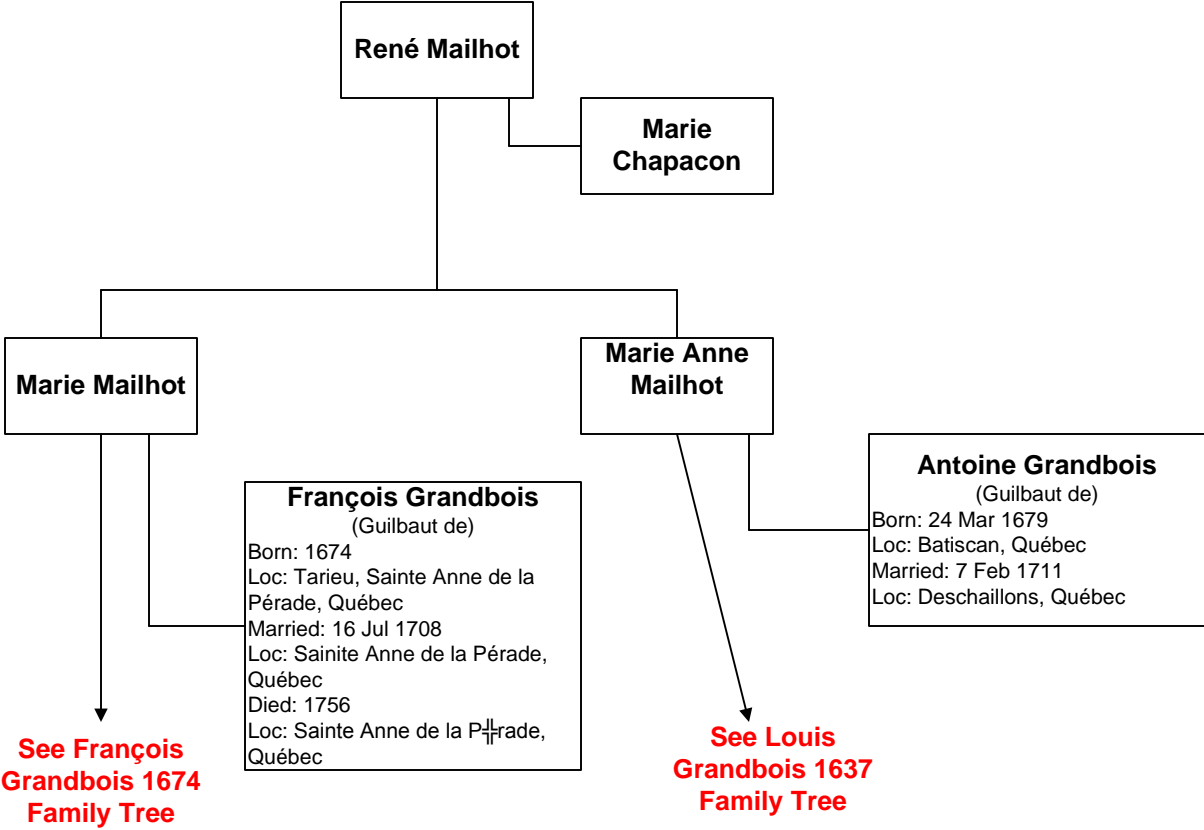 René Mailhot
Marie
Chapacon
Marie Mailhot
Marie Anne
Mailhot
François Grandbois
(Guilbaut de)
Born: 1674
Loc: Tarieu, Sainte Anne de la
Pérade, Québec
Married: 16 Jul 1708
Loc: Sainite Anne de la Pérade,
Québec
Died: 1756
Loc: Sainte Anne de la P╬rade,
Québec
Antoine Grandbois
(Guilbaut de)
Born: 24 Mar 1679
Loc: Batiscan, Québec
Married: 7 Feb 1711
Loc: Deschaillons, Québec
See François
Grandbois 1674
Family Tree
See Louis
Grandbois 1637
Family Tree